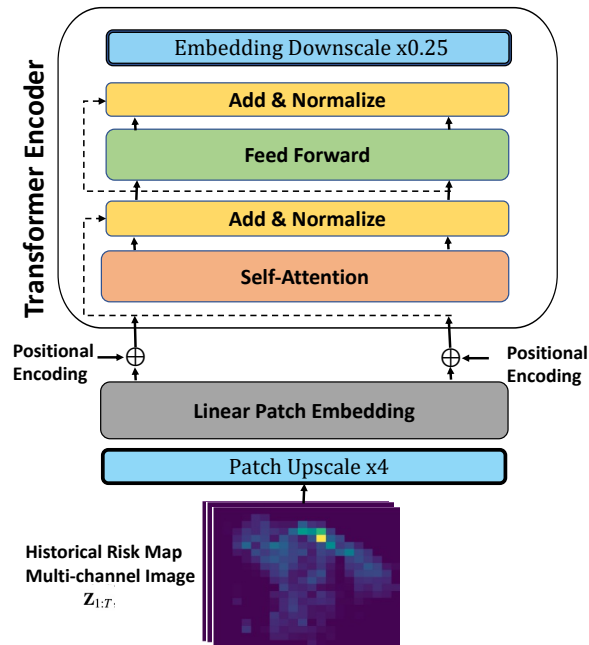 Transformer Encoder
Embedding Downscale x0.25
Add & Normalize
Feed Forward
Add & Normalize
Self-Attention
Positional
Encoding
Positional
Encoding
Linear Patch Embedding
Patch Upscale x4
Historical Risk Map
Multi-channel Image
Z1:T